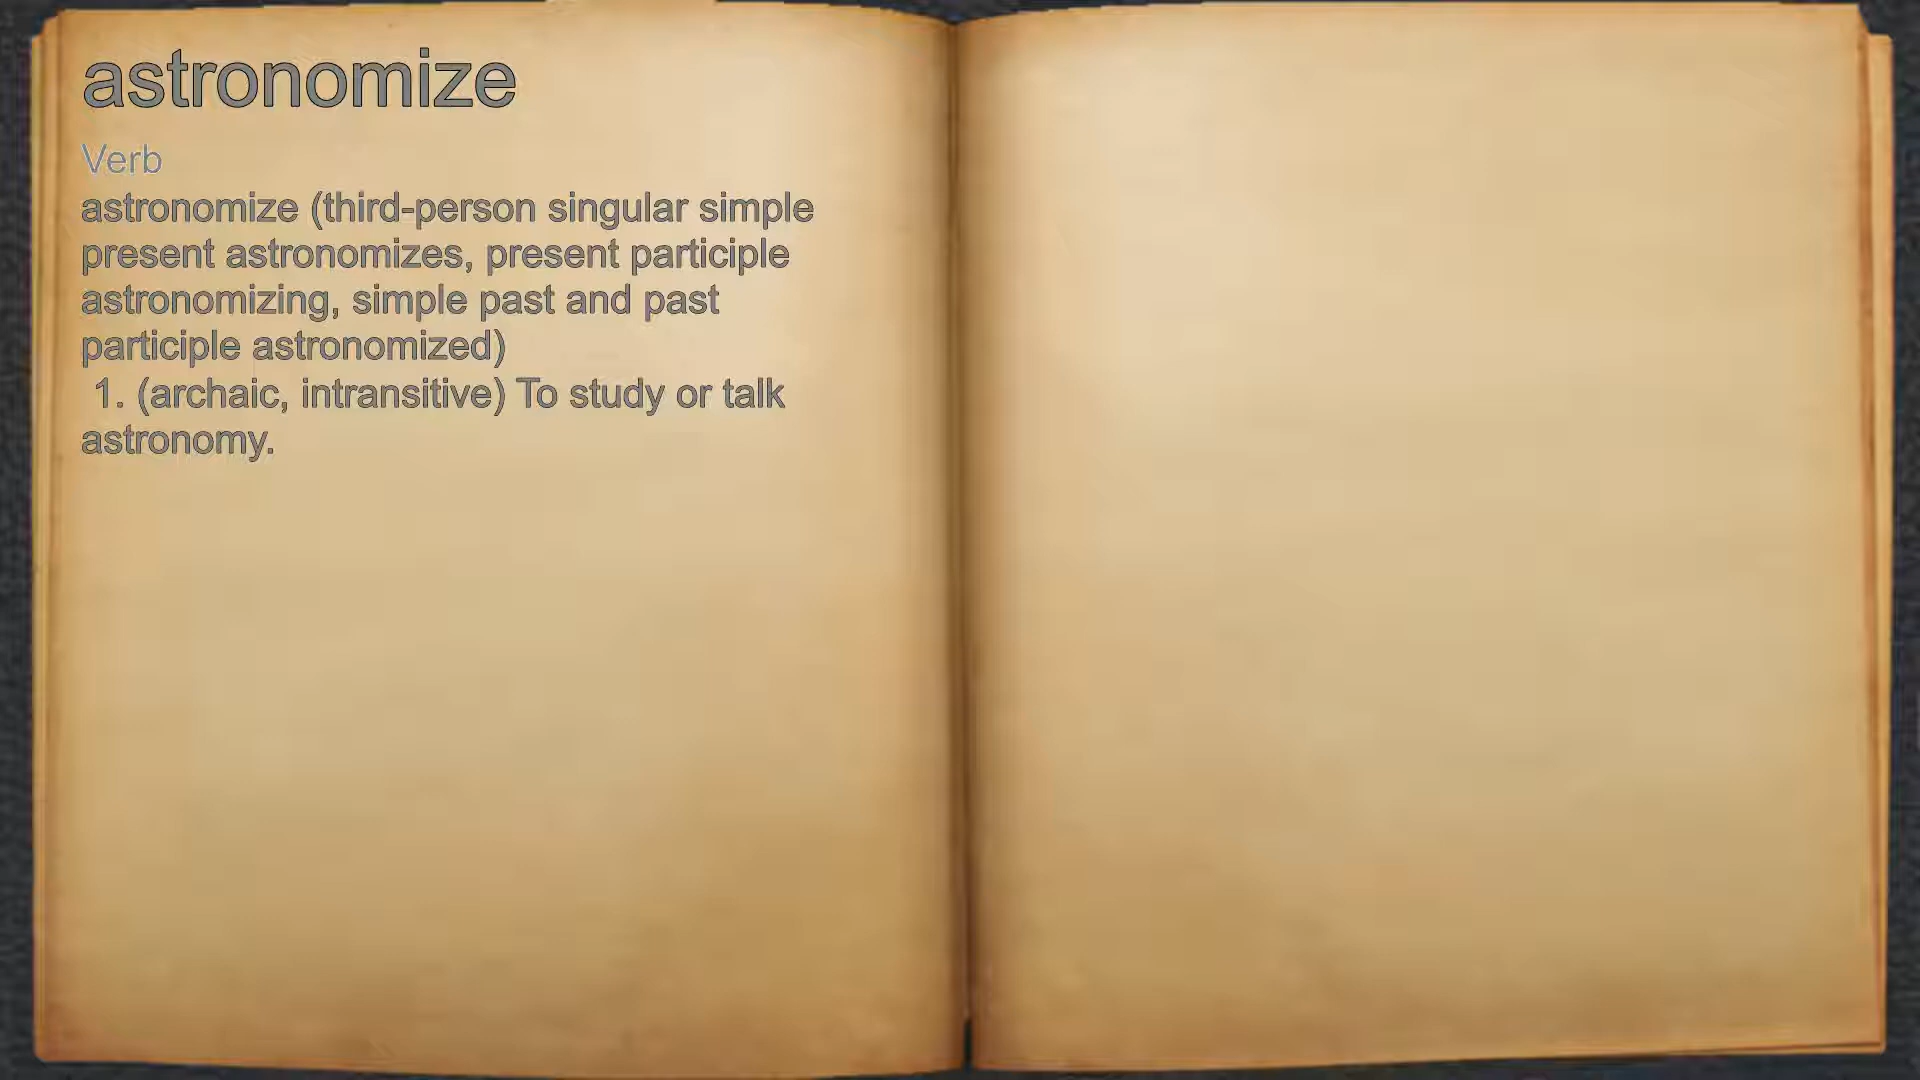 astronomize
Verb
astronomize (third-person singular simple
present astronomizes, present participle
astronomizing, simple past and past
participle astronomized)
1. (archaic, intransitive) To study or talk
astronomy.